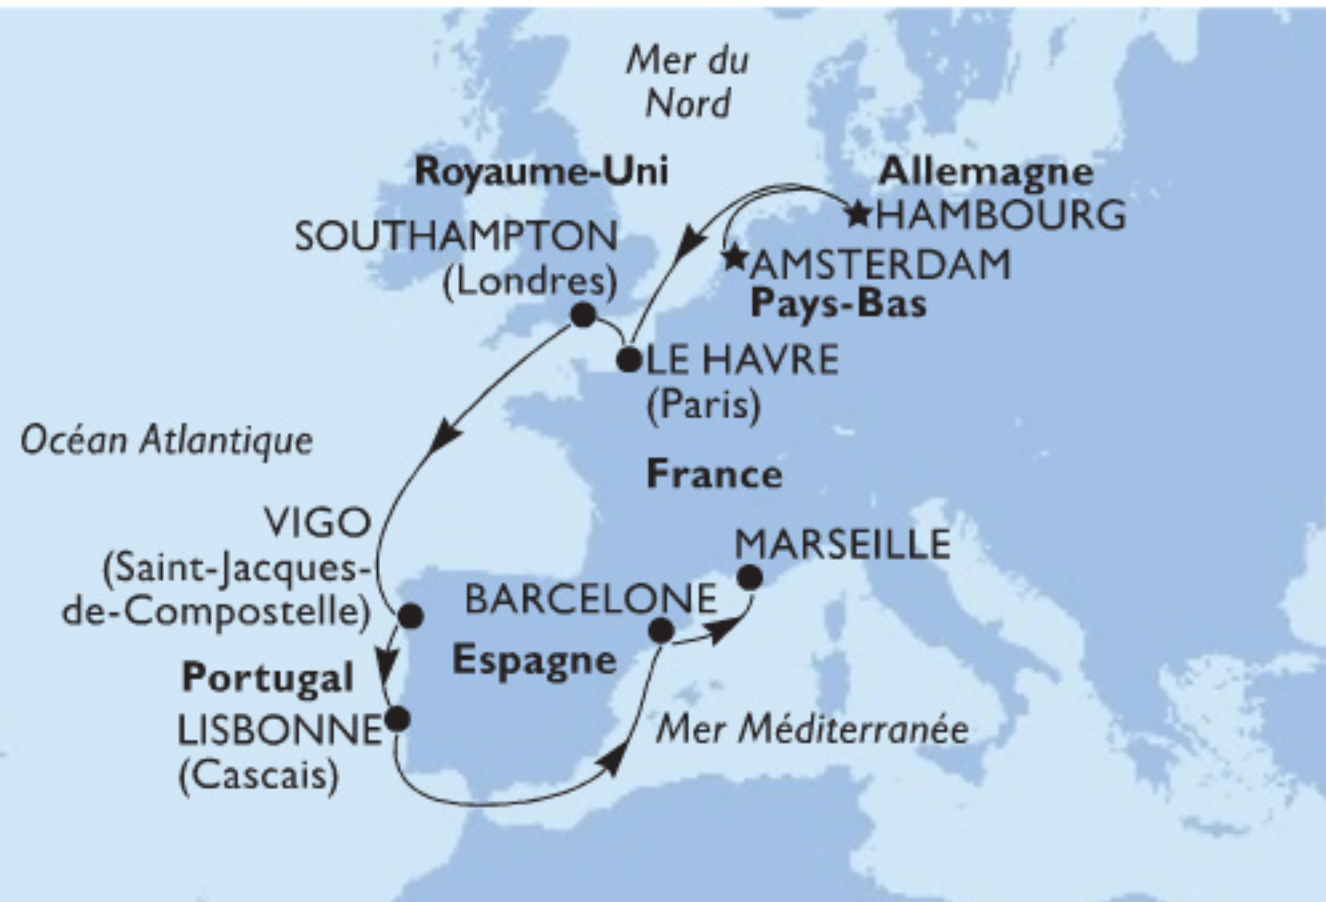 Mer du
Nord
Royaume-Uni
Allemagne
HAMBOURG
SOUTHAMPTON
(Londres)
AMSTERDAM
Pays-Bas
LE HAVRE
(Paris)
Océan Atlantique
France
VIGO
(Saint-Jacques-
de-Compostelle)
MARSEILLE
BARCELONE
Espagne
Portugal
LISBONNE
(Cascais)
Mer Méditerranée